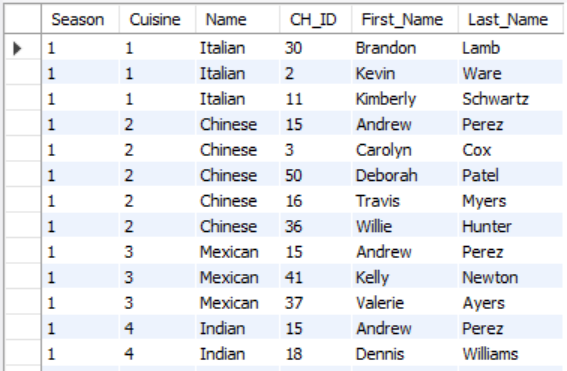 Season Cuisine Name CH_ID First_Name Last_Name
1 1 Italian 30 Brandon Lamb
1 1 Italian 2 Kevin Ware
1 1 Italian 11 Kimberly Schwartz
1 2 Chinese 15 Andrew Perez
1 2 Chinese 3 Carolyn Cox
1 2 Chinese 50 Deborah Patel
1 2 Chinese 16 Travis Myers
1 2 Chinese 36 Willie Hunter
1 3 Mexican 15 Andrew Perez
1 3 Mexican 41 Kelly Newton
1 3 Mexican 37 Valerie Ayers
1 4 Indian 15 Andrew Perez
1 4 Indian 18 Dennis Williams